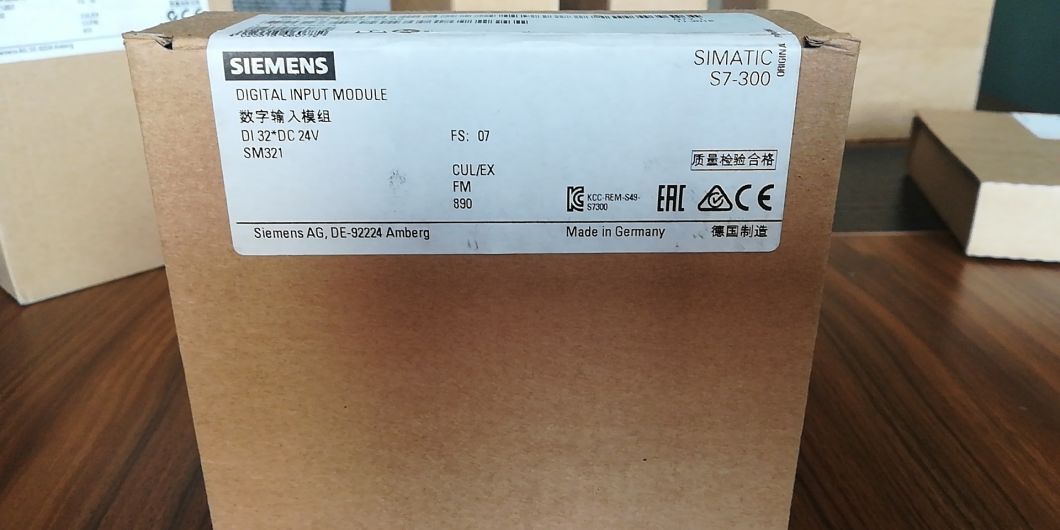 SIEMENS
SIMATIC
S7-300
DIGITAL INPUT MODULE
数字输入模组
DI 32*DC 24V
FS: 07
SM321
质量检验合格
CUL/EX
FM
890
KCC-REM-S49-
S7300
EAC
CE
Siemens AG, DE-92224 Amberg
Made in Germany
德国制造